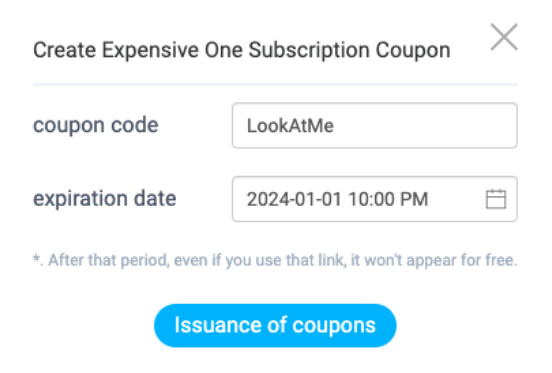 Create Expensive One Subscription Coupon
coupon code
LookAtMe
expiration date
2024-01-01 10:00 PM
*. After that period, even if you use that link, it won't appear for free.
Issuance of coupons